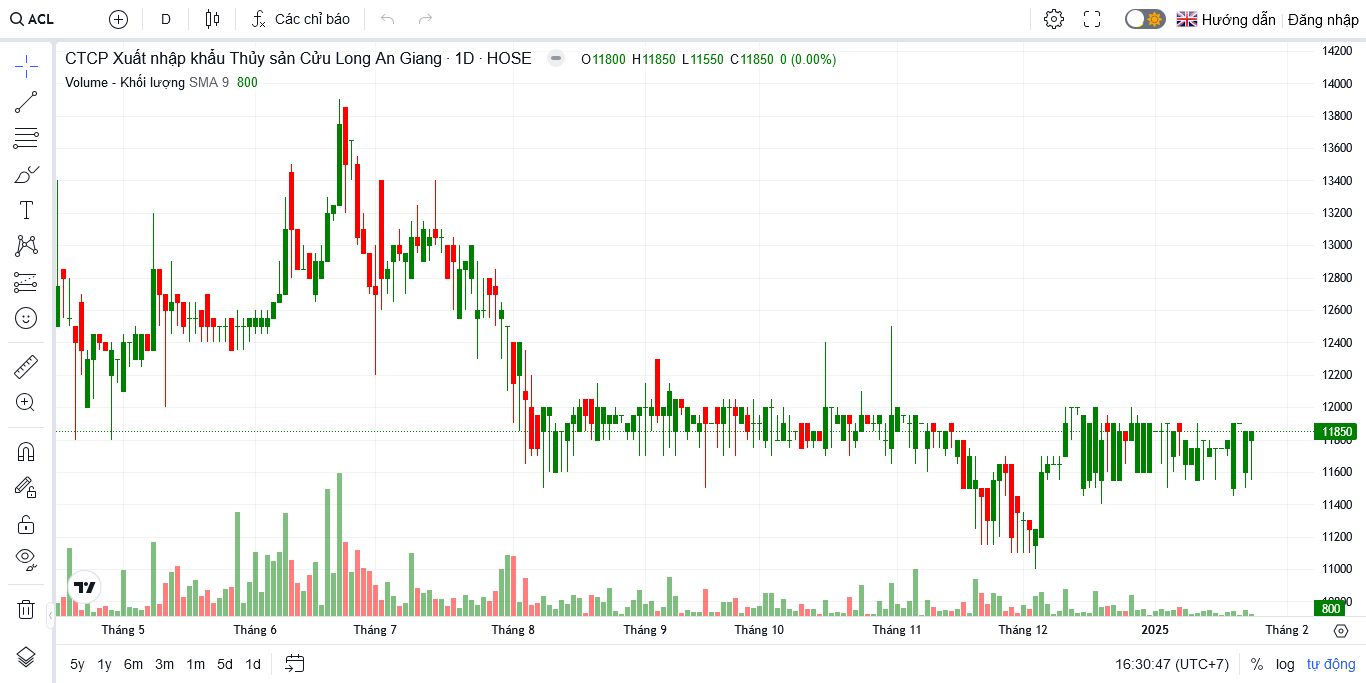 ACL
D
Các chỉ báo
Hướng dẫn
Đăng nhập
CTCP Xuất nhập khẩu Thủy sản Cửu Long An Giang · 1D · HOSE
O11800 H11850 L11550 C11850 0 (0.00%)
Volume - Khối lượng SMA 9 800
14200
14000
13800
13600
13400
13200
13000
12800
12600
12400
12200
12000
11850
11800
11600
11400
11200
11000
10800
800
Tháng 5
Tháng 6
Tháng 7
Tháng 8
Tháng 9
Tháng 10
Tháng 11
Tháng 12
2025
Tháng 2
5y 1y 6m 3m 1m 5d 1d
16:30:47 (UTC+7)
% log tự động